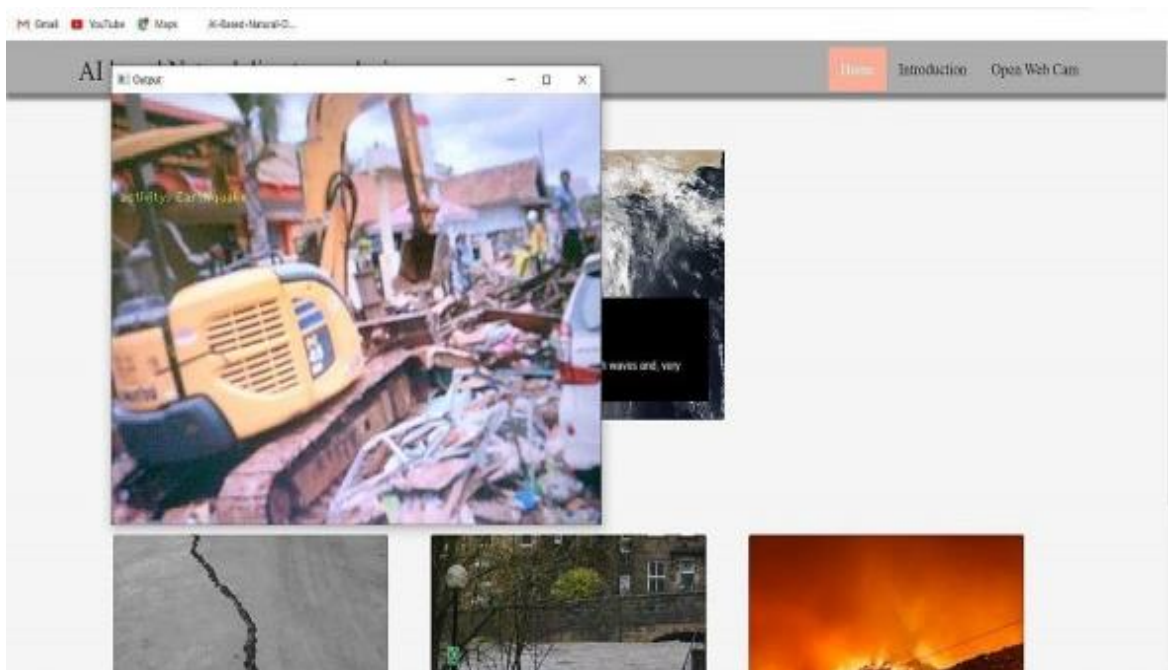 Gmail YouTube Maps AI-Based-Natural-D...
AI
Home Introduction Open Web Cam
Output
activity: Earthquake
waves and, very